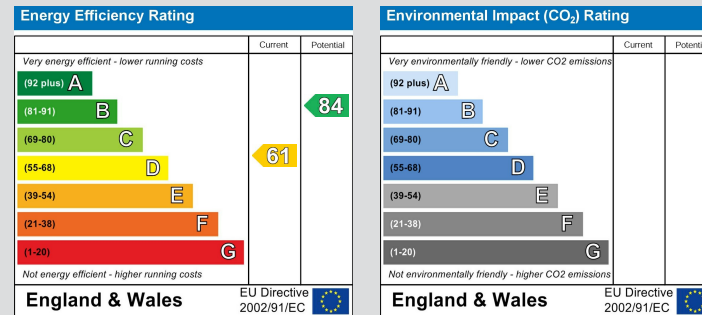 Energy Efficiency Rating
Current Potential
Very energy efficient - lower running costs
(92 plus) A
(81-91) B
84
(69-80) C
61
(55-68) D
(39-54) E
(21-38) F
(1-20) G
Not energy efficient - higher running costs
England & Wales
EU Directive
2002/91/EC
Environmental Impact (CO₂) Rating
Current Potenti
Very environmentally friendly - lower CO2 emissions
(92 plus) A
(81-91) B
(69-80) C
(55-68) D
(39-54) E
(21-38) F
(1-20) G
Not environmentally friendly - higher CO2 emissions
England & Wales
EU Directive
2002/91/EC